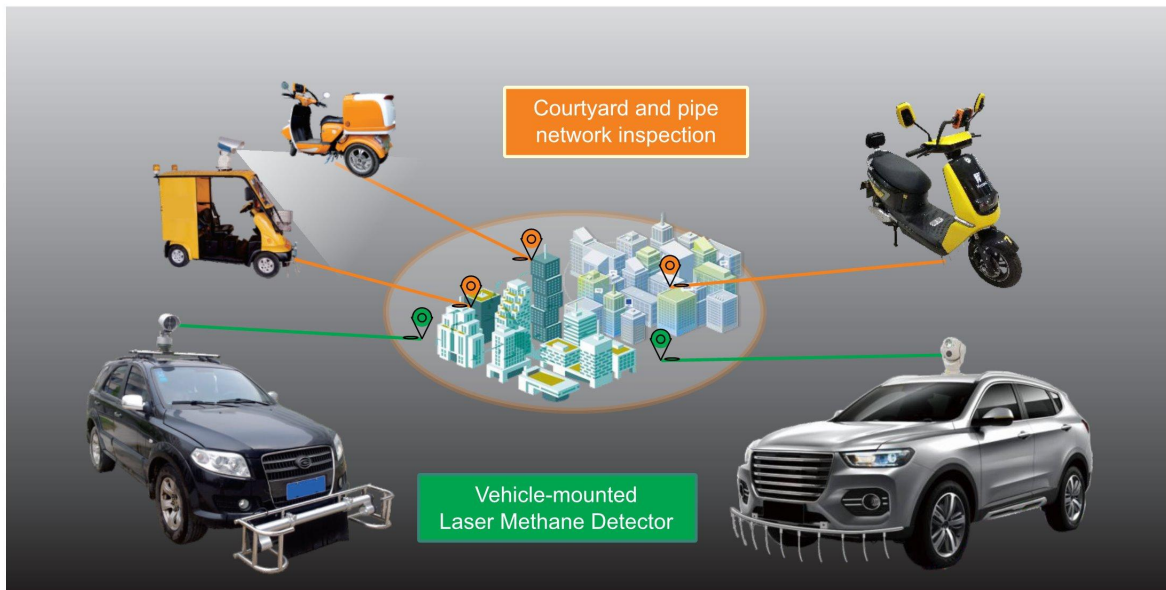 Courtyard and pipe
network inspection
Vehicle-mounted
Laser Methane Detector